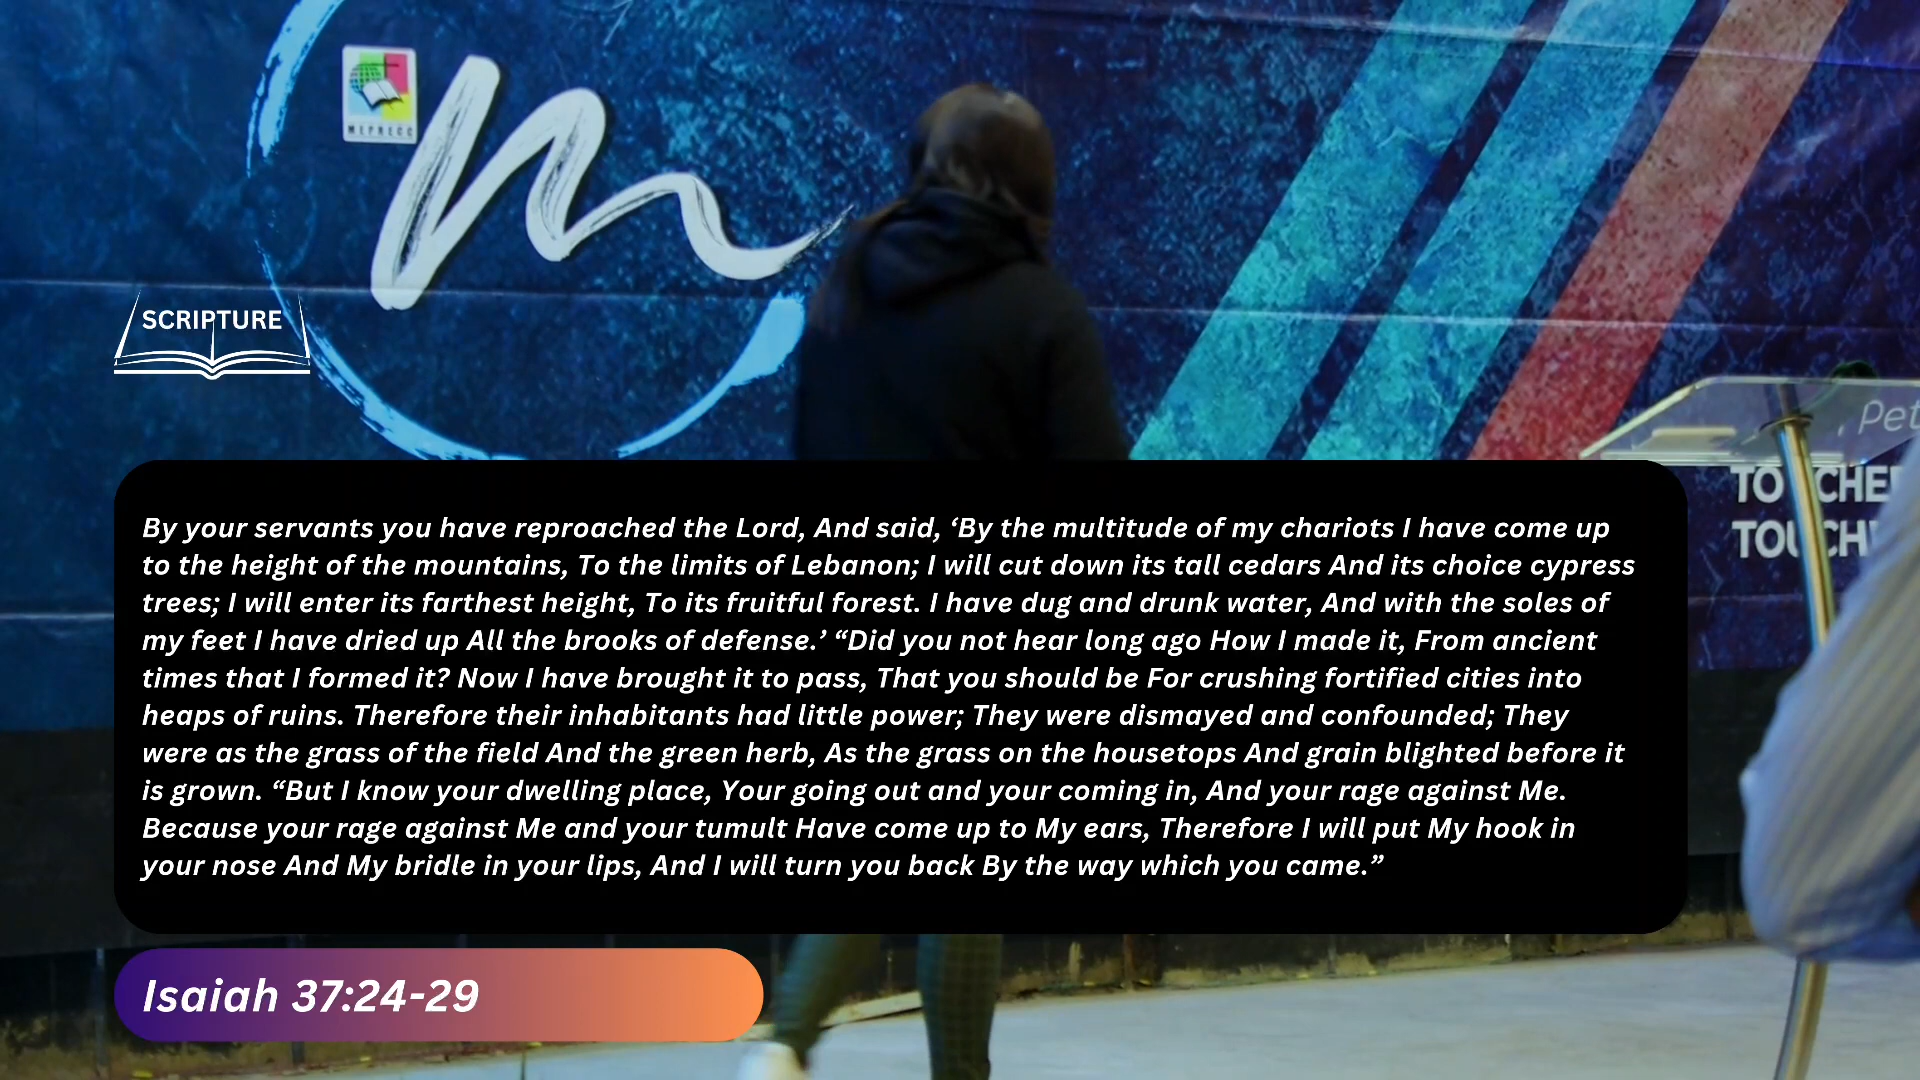 MEPRECC
m
SCRIPTURE
Pet
TOUCHE
TOUCH
By your servants you have reproached the Lord, And said, ‘By the multitude of my chariots I have come up
to the height of the mountains, To the limits of Lebanon; I will cut down its tall cedars And its choice cypress
trees; I will enter its farthest height, To its fruitful forest. I have dug and drunk water, And with the soles of
my feet I have dried up All the brooks of defense.’ “Did you not hear long ago How I made it, From ancient
times that I formed it? Now I have brought it to pass, That you should be For crushing fortified cities into
heaps of ruins. Therefore their inhabitants had little power; They were dismayed and confounded; They
were as the grass of the field And the green herb, As the grass on the housetops And grain blighted before it
is grown. “But I know your dwelling place, Your going out and your coming in, And your rage against Me.
Because your rage against Me and your tumult Have come up to My ears, Therefore I will put My hook in
your nose And My bridle in your lips, And I will turn you back By the way which you came.”
Isaiah 37:24-29